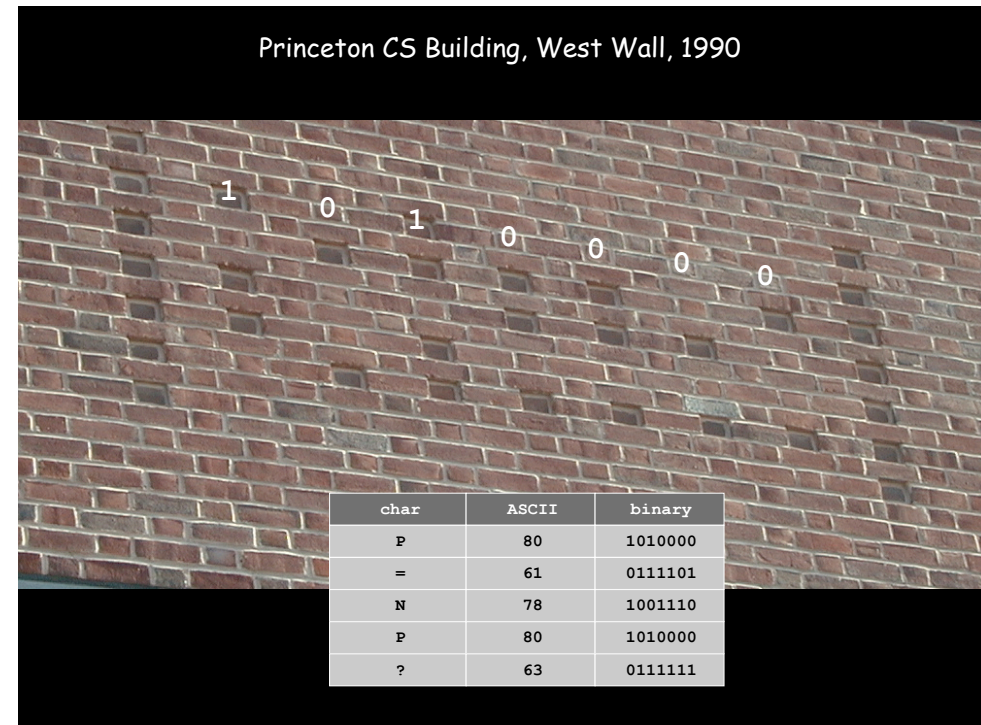 Princeton CS Building, West Wall, 1990
1 0 1 0 0 0 0
char ASCII binary
P 80 1010000
= 61 0111101
N 78 1001110
P 80 1010000
? 63 0111111